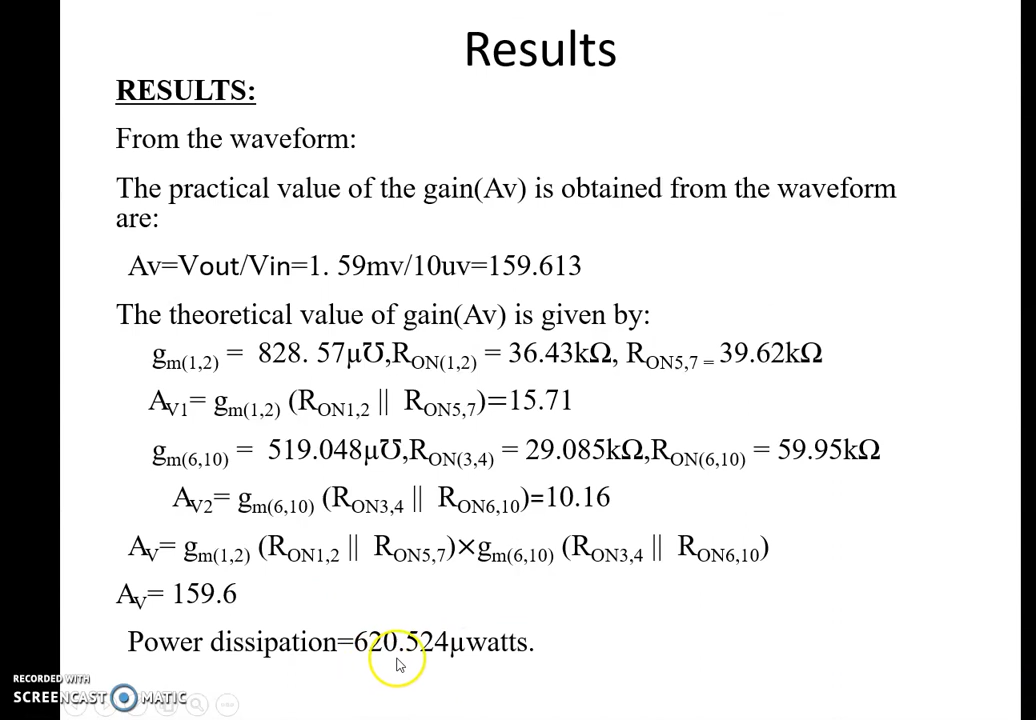 Results
RESULTS:
From the waveform:
The practical value of the gain(Av) is obtained from the waveform
are:
Av=Vout/Vin=1. 59mv/10uv=159.613
The theoretical value of gain(Av) is given by:
gm(1,2) = 828. 57µ℧,RON(1,2) = 36.43kΩ, RON5,7 = 39.62kΩ
AV1= gm(1,2) (RON1,2 || RON5,7)=15.71
gm(6,10) = 519.048µ℧,RON(3,4) = 29.085kΩ,RON(6,10) = 59.95kΩ
AV2= gm(6,10) (RON3,4 || RON6,10)=10.16
AV= gm(1,2) (RON1,2 || RON5,7)×gm(6,10) (RON3,4 || RON6,10)
AV= 159.6
Power dissipation=620.524µwatts.
RECORDED WITH
SCREENCAST MATIC